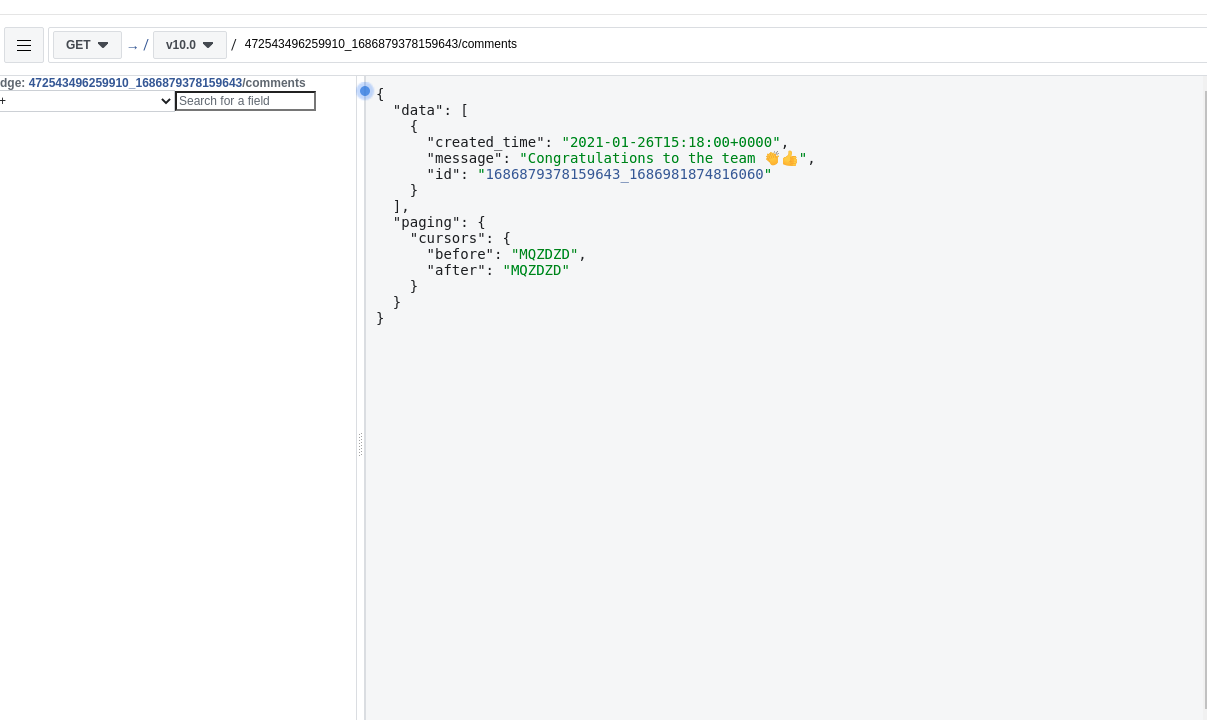 GET → / v10.0 / 472543496259910_1686879378159643/comments
dge: 472543496259910_1686879378159643/comments
+ Search for a field
{
"data": [
{
"created_time": "2021-01-26T15:18:00+0000",
"message": "Congratulations to the team 👏👍",
"id": "1686879378159643_1686981874816060"
}
],
"paging": {
"cursors": {
"before": "MQZDZD",
"after": "MQZDZD"
}
}
}